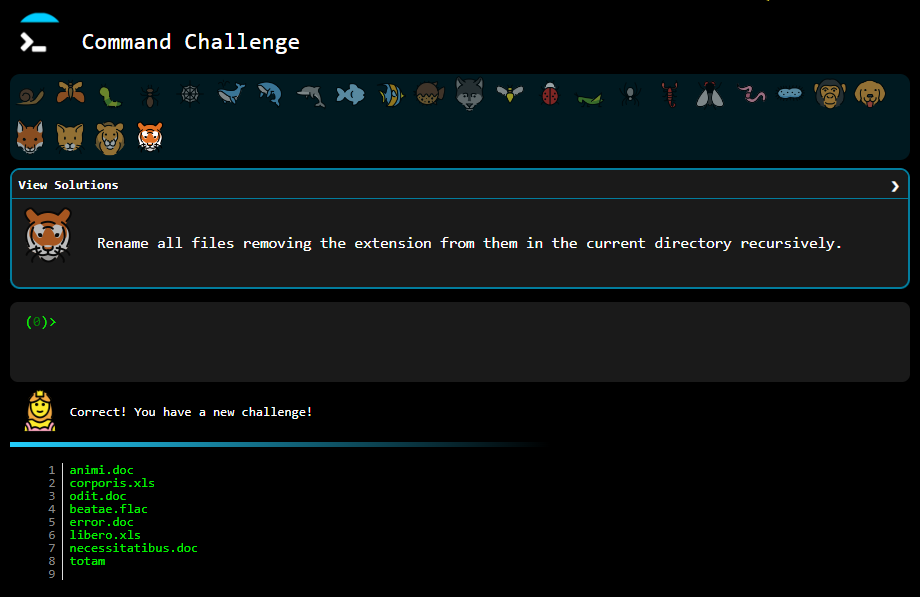 Command Challenge
View Solutions
Rename all files removing the extension from them in the current directory recursively.
(0)>
Correct! You have a new challenge!
1 animi.doc
2 corporis.xls
3 odit.doc
4 beatae.flac
5 error.doc
6 libero.xls
7 necessitatibus.doc
8 totam
9